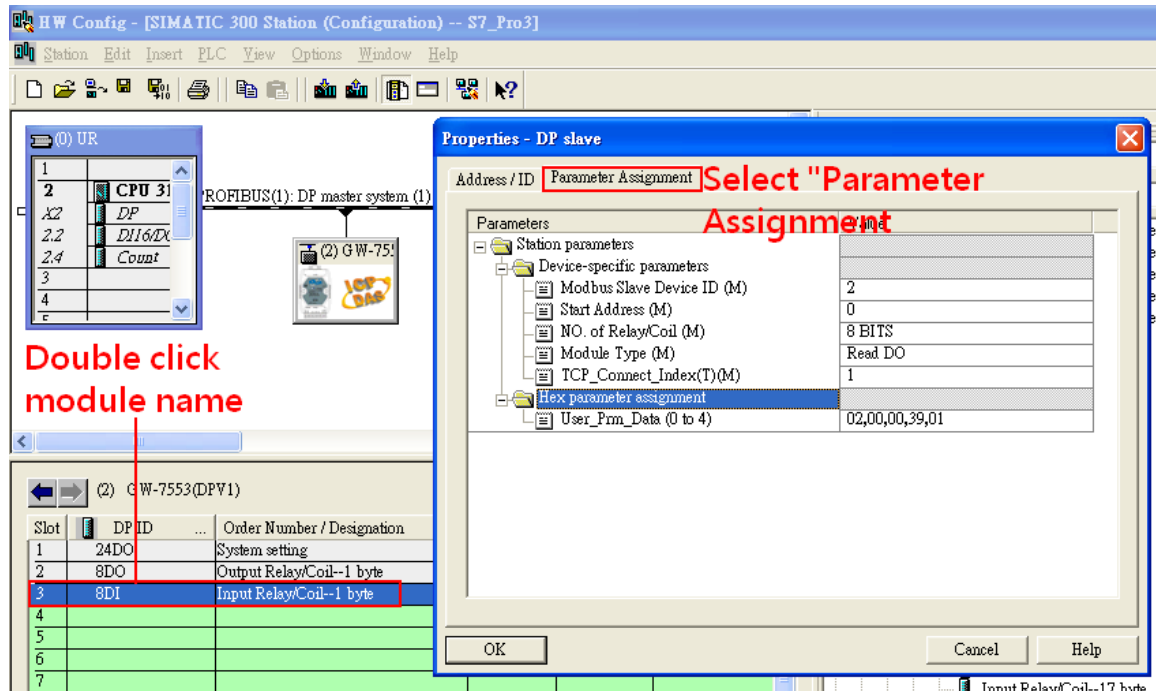 HW Config - [SIMATIC 300 Station (Configuration) -- S7_Pro3]
Station Edit Insert PLC View Options Window Help
(0) UR
1
2 CPU 31
X2 DP
2.2 DI16/DO
2.4 Count
3
4
PROFIBUS(1): DP master system (1)
(2) GW-755
ICP
DAS
Double click
module name
Properties - DP slave
Address / ID Parameter Assignment
Select "Parameter
Assignment
Parameters Value
Station parameters
Device-specific parameters
Modbus Slave Device ID (M) 2
Start Address (M) 0
NO. of Relay/Coil (M) 8 BITS
Module Type (M) Read DO
TCP_Connect_Index(T)(M) 1
Hex parameter assignment
User_Prm_Data (0 to 4) 02,00,00,39,01
OK Cancel Help
(2) GW-7553(DPV1)
Slot DP ID ... Order Number / Designation
1 24DO System setting
2 8DO Output Relay/Coil--1 byte
3 8DI Input Relay/Coil--1 byte
4
5
6
7
Input Relay/Coil--17 byte